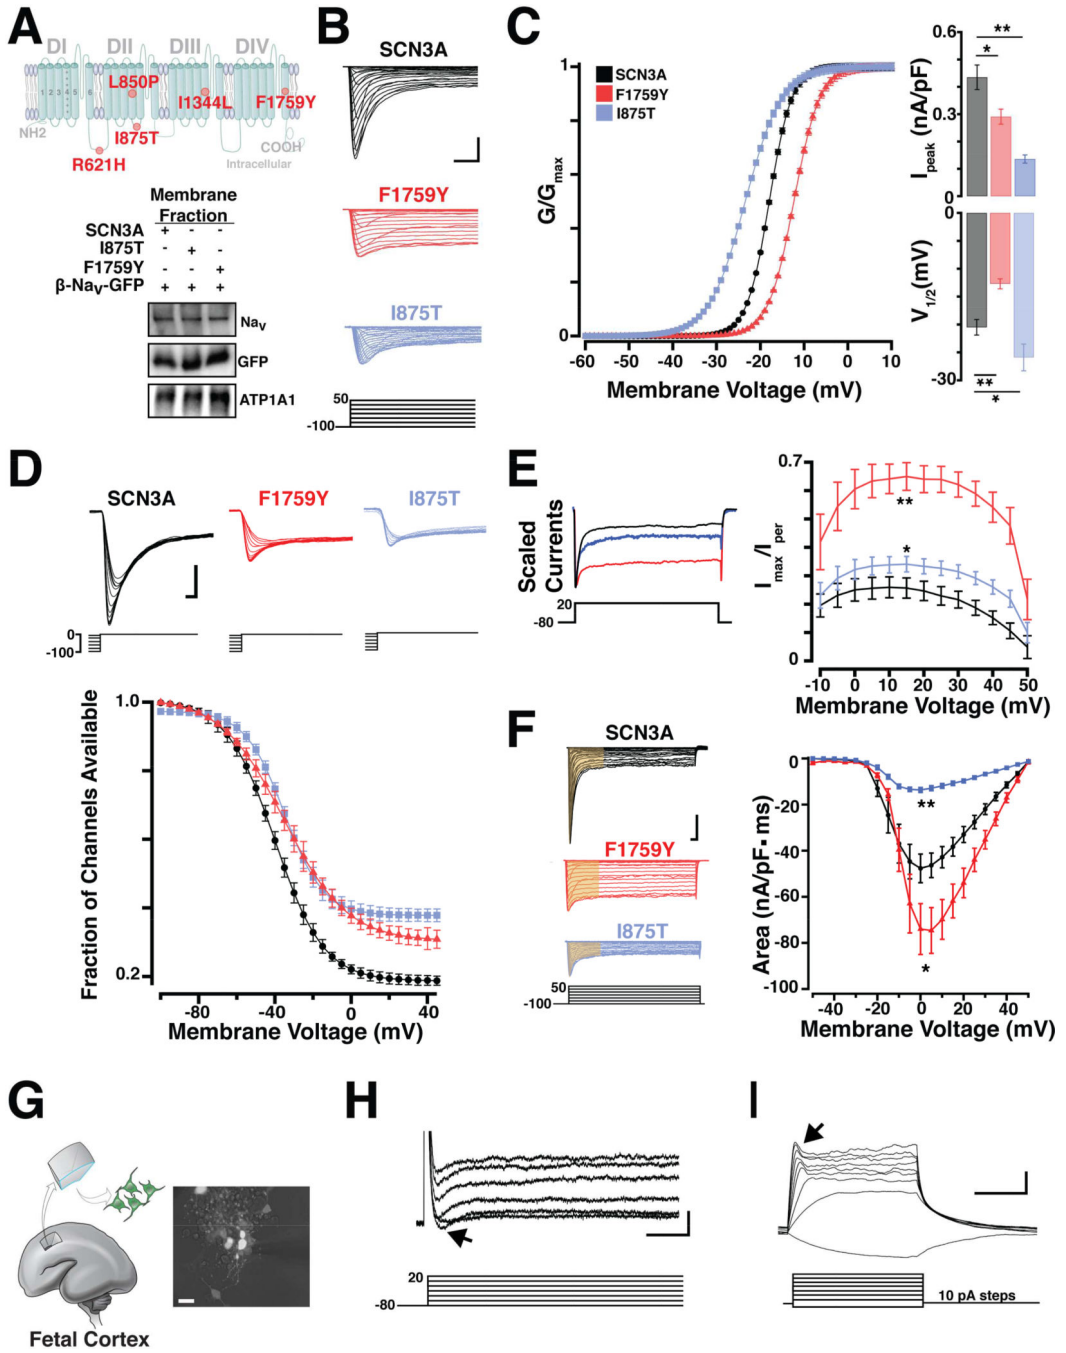 A
DI DII DIII DIV
L850P
I1344L F1759Y
1 2 3 4 5 6
NH2
I875T
COOH
R621H
Intracellular
Membrane
Fraction
SCN3A + - -
I875T - + -
F1759Y - - +
β-NaV-GFP + + +
NaV
GFP
ATP1A1
B
SCN3A
F1759Y
I875T
50
-100
C
1
SCN3A
F1759Y
I875T
G/Gmax
0
-60 -50 -40 -30 -20 -10 0 10
Membrane Voltage (mV)
0.6
**
*
0.3
Ipeak (nA/pF)
0
0
V1/2(mV)
-30
**
*
D
SCN3A
F1759Y
I875T
0
-100
1.0
Fraction of Channels Available
0.2
-80 -40 0 40
Membrane Voltage (mV)
E
Scaled
Currents
20
-80
0.7
**
*
Imax/Iper
0
-10 0 10 20 30 40 50
Membrane Voltage (mV)
F
SCN3A
F1759Y
I875T
50
-100
0
-20
**
-40
-60
-80
*
-100
Area (nA/pF▪ms)
-40 -20 0 20 40
Membrane Voltage (mV)
G
Fetal Cortex
H
20
-80
I
10 pA steps